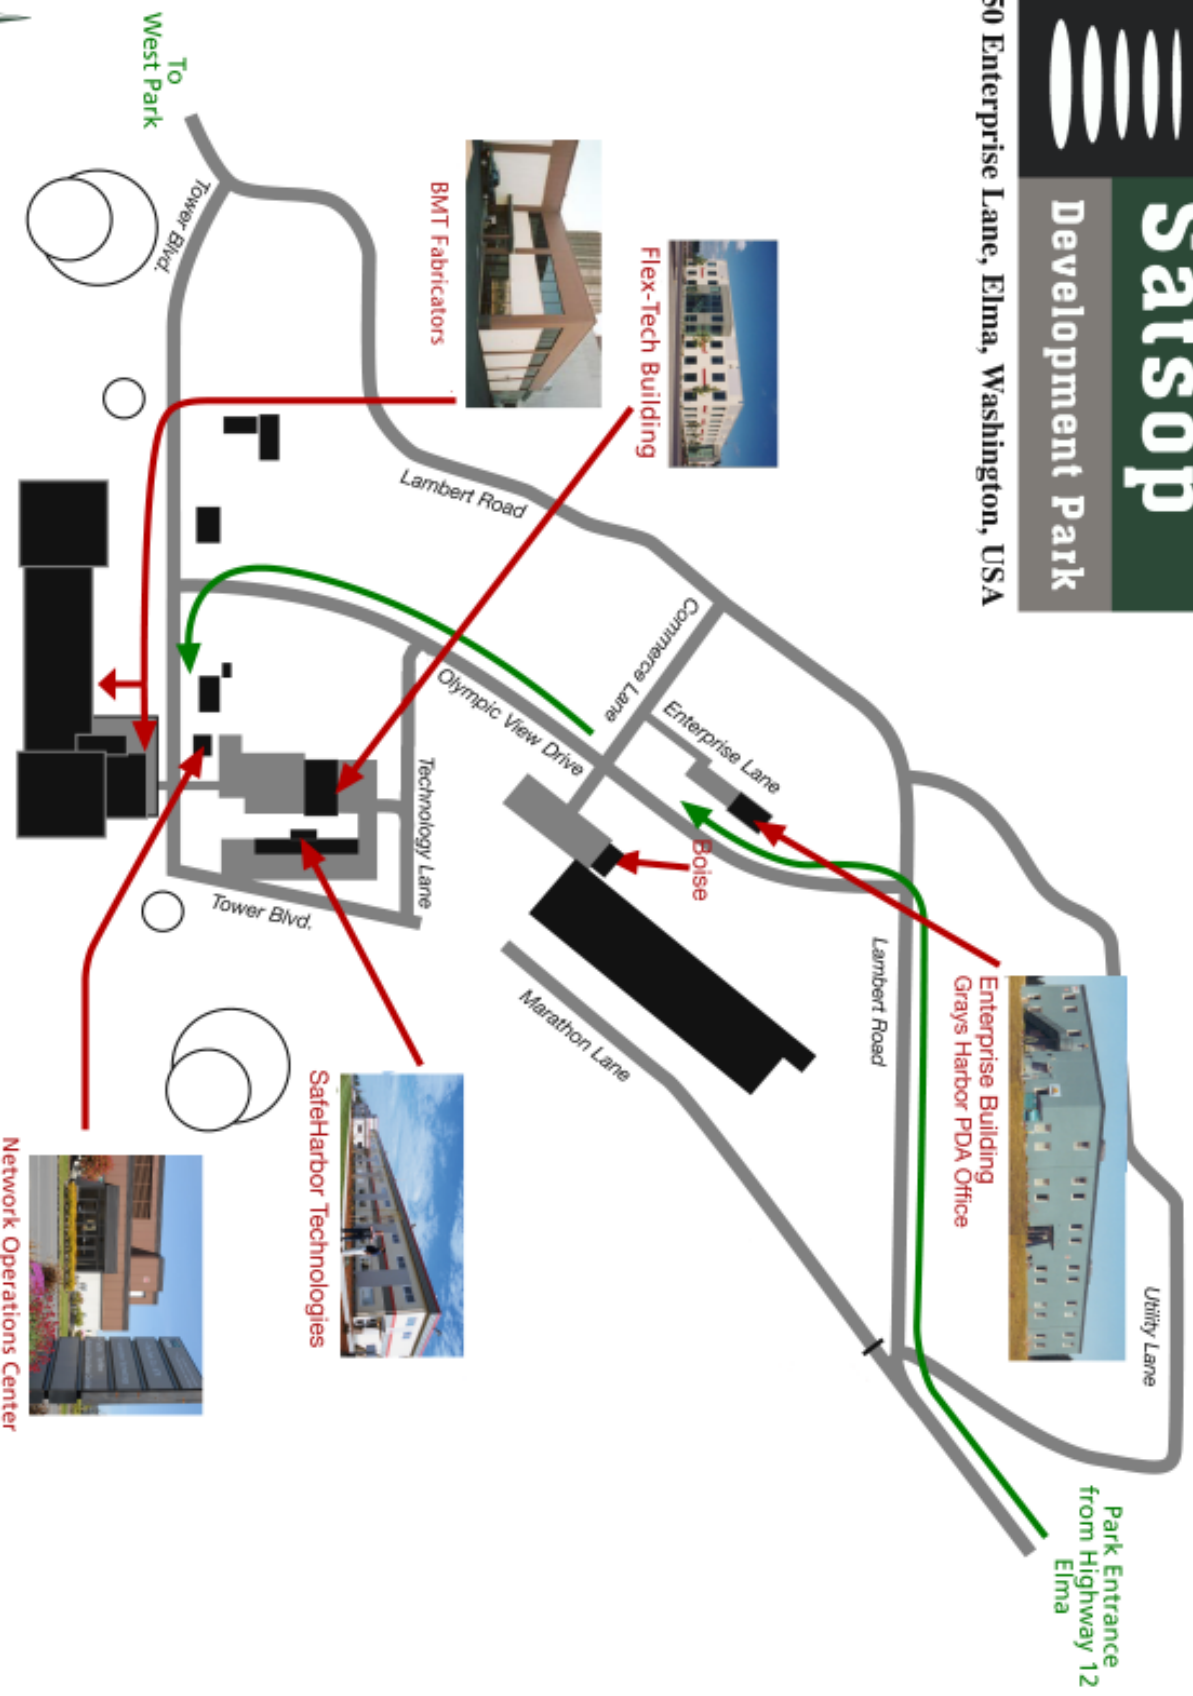 Satsop
Development Park
50 Enterprise Lane, Elma, Washington, USA
To
West Park
Tower Blvd.
BMT Fabricators
Flex-Tech Building
Lambert Road
Commerce Lane
Enterprise Lane
Olympic View Drive
Technology Lane
Tower Blvd.
Boise
Lambert Road
Marathon Lane
Enterprise Building
Grays Harbor PDA Office
SafeHarbor Technologies
Network Operations Center
Utility Lane
Park Entrance
from Highway 12
Elma